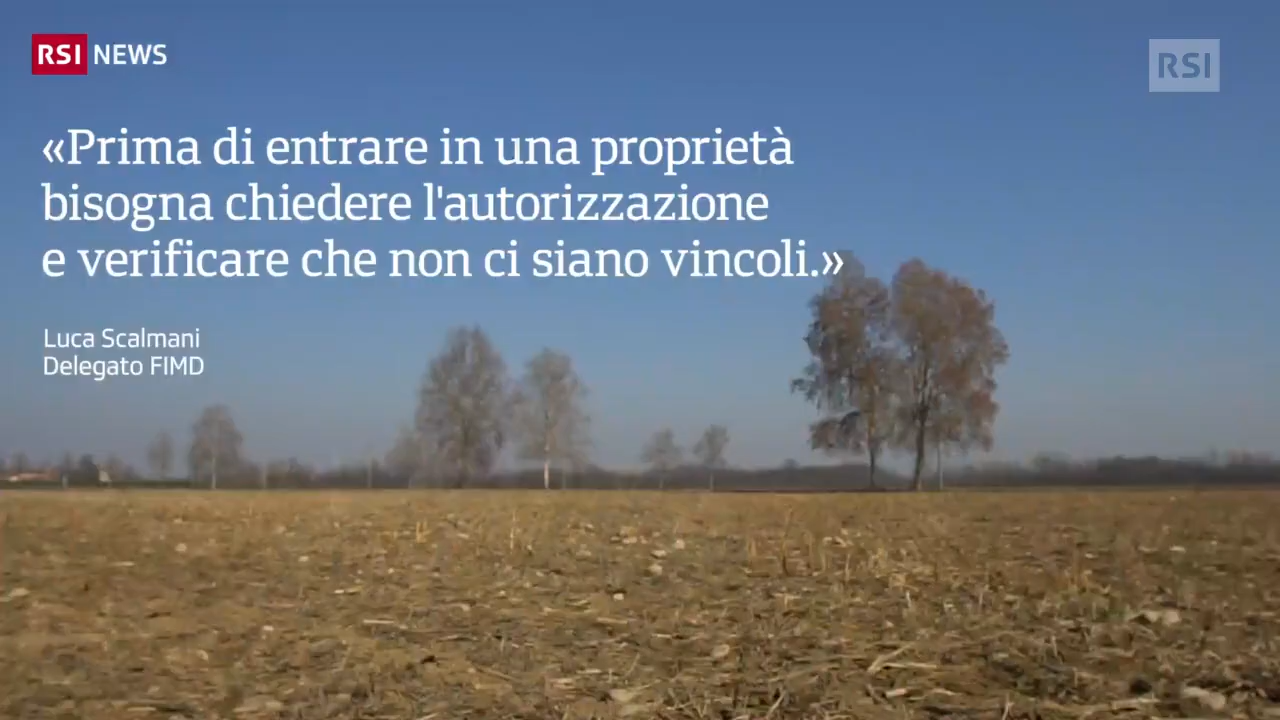 RSI NEWS
RSI
«Prima di entrare in una proprietà
bisogna chiedere l'autorizzazione
e verificare che non ci siano vincoli.»
Luca Scalmani
Delegato FIMD